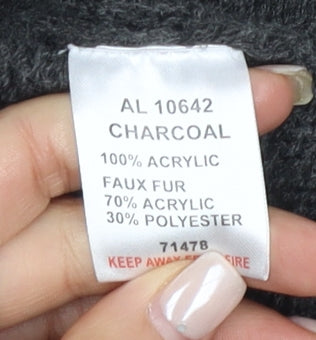 AL 10642
CHARCOAL
100% ACRYLIC
FAUX FUR
70% ACRYLIC
30% POLYESTER
71478
KEEP AWAY FIRE